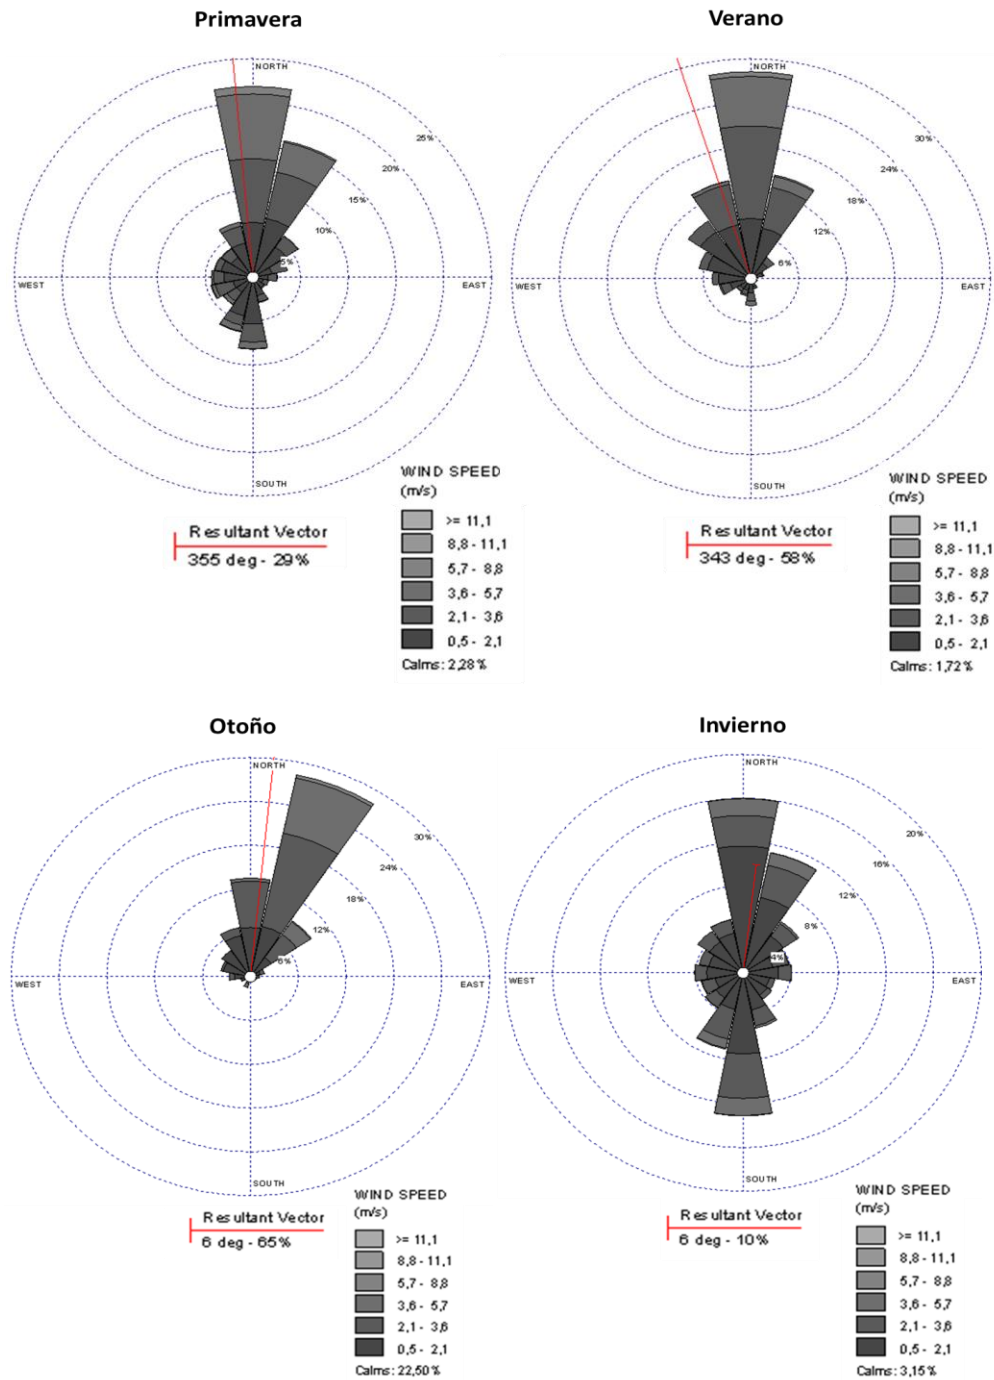 Primavera
NORTH
25%
20%
15%
10%
5%
WEST
EAST
SOUTH
WIND SPEED
(m/s)
>= 11,1
8,8 - 11,1
5,7 - 8,8
3,6 - 5,7
2,1 - 3,6
0,5 - 2,1
Calms: 2,28%
Resultant Vector
355 deg - 29%
Verano
NORTH
30%
24%
18%
12%
6%
WEST
EAST
SOUTH
WIND SPEED
(m/s)
>= 11,1
8,8 - 11,1
5,7 - 8,8
3,6 - 5,7
2,1 - 3,6
0,5 - 2,1
Calms: 1,72%
Resultant Vector
343 deg - 58%
Otoño
NORTH
30%
24%
18%
12%
6%
WEST
EAST
SOUTH
WIND SPEED
(m/s)
>= 11,1
8,8 - 11,1
5,7 - 8,8
3,6 - 5,7
2,1 - 3,6
0,5 - 2,1
Calms: 22,50%
Resultant Vector
6 deg - 65%
Invierno
NORTH
20%
16%
12%
8%
4%
WEST
EAST
SOUTH
WIND SPEED
(m/s)
>= 11,1
8,8 - 11,1
5,7 - 8,8
3,6 - 5,7
2,1 - 3,6
0,5 - 2,1
Calms: 3,15%
Resultant Vector
6 deg - 10%